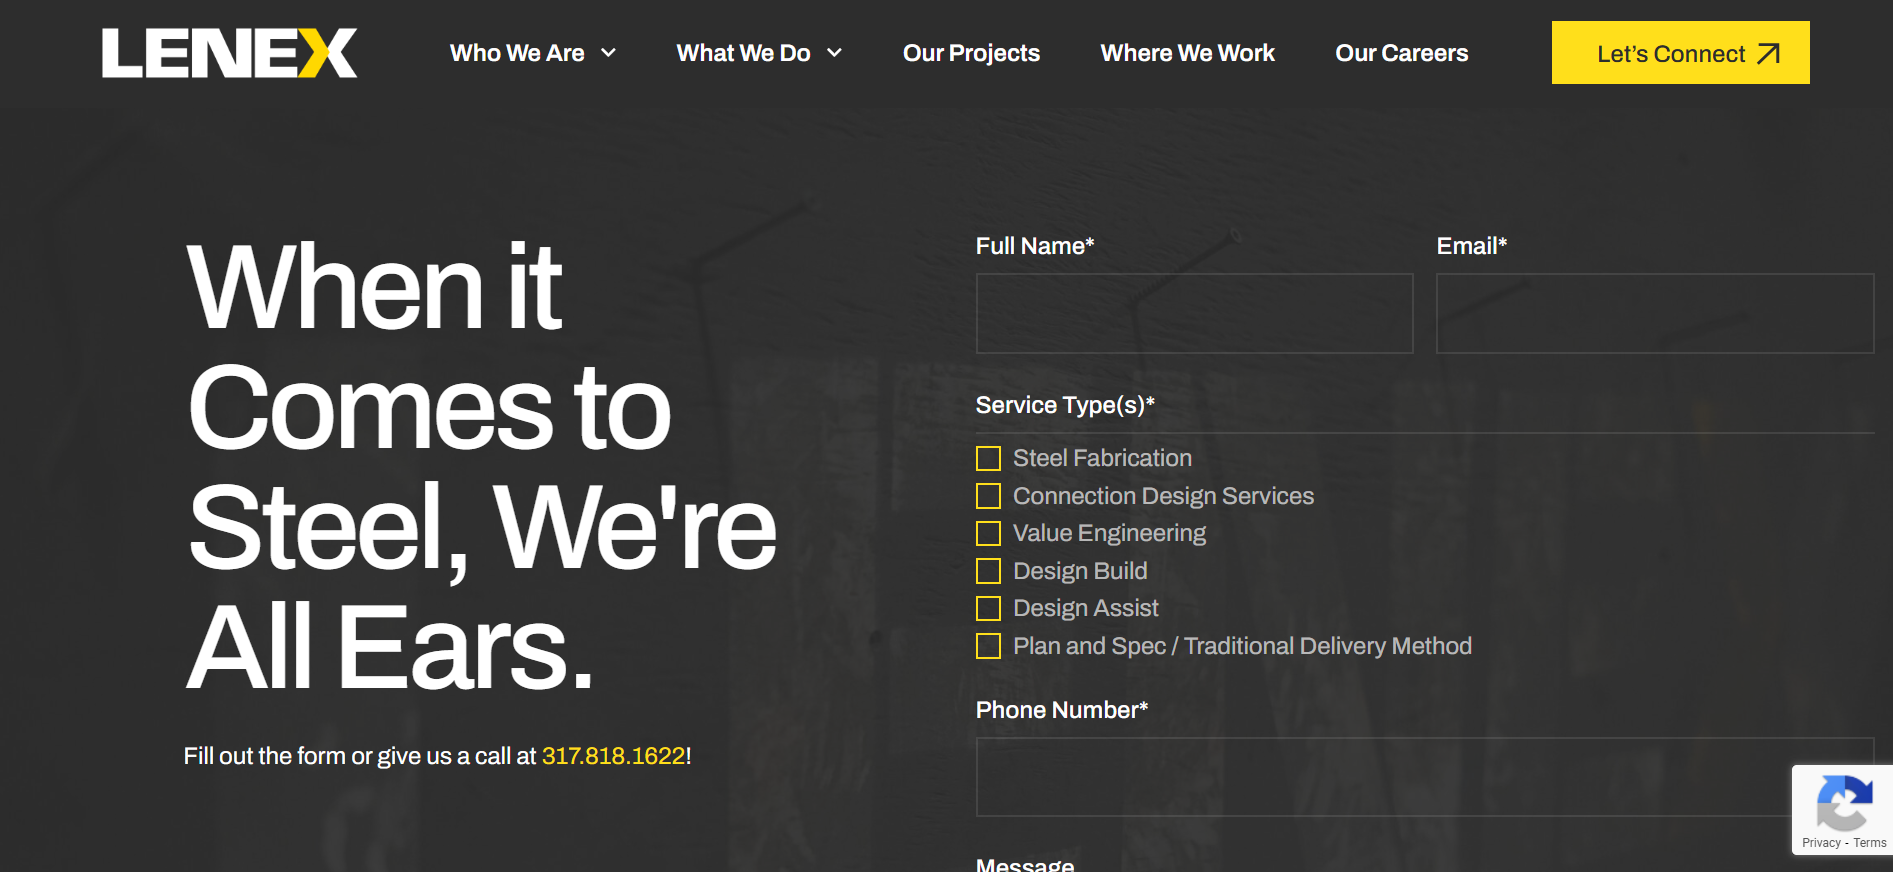 LENEX
Who We Are
What We Do
Our Projects
Where We Work
Our Careers
Let's Connect
When it
Comes to
Steel, We're
All Ears.
Fill out the form or give us a call at 317.818.1622!
Full Name*
Email*
Service Type(s)*
Steel Fabrication
Connection Design Services
Value Engineering
Design Build
Design Assist
Plan and Spec / Traditional Delivery Method
Phone Number*
Message
Privacy - Terms